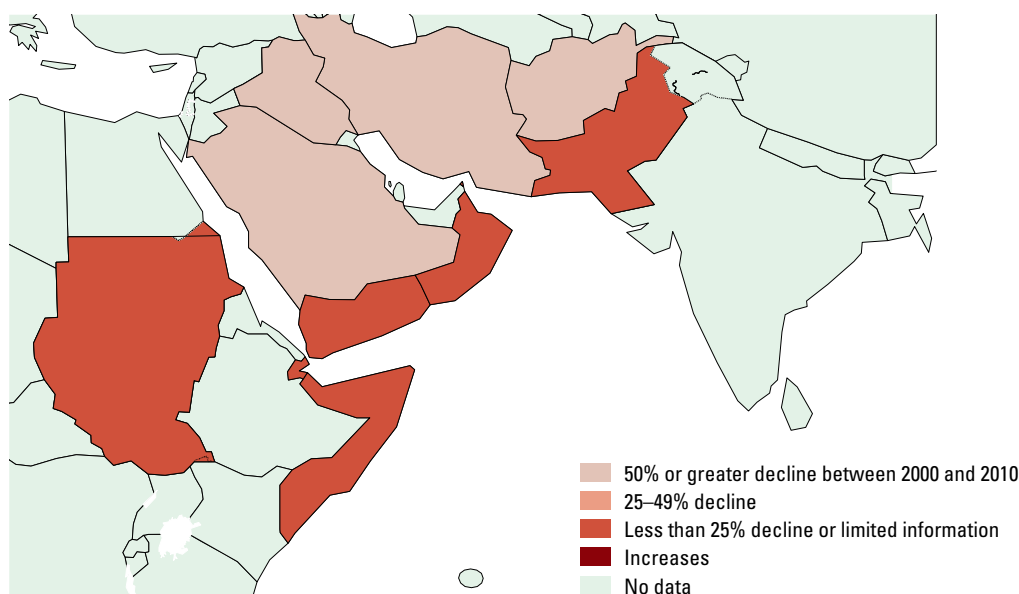 50% or greater decline between 2000 and 2010
25–49% decline
Less than 25% decline or limited information
Increases
No data